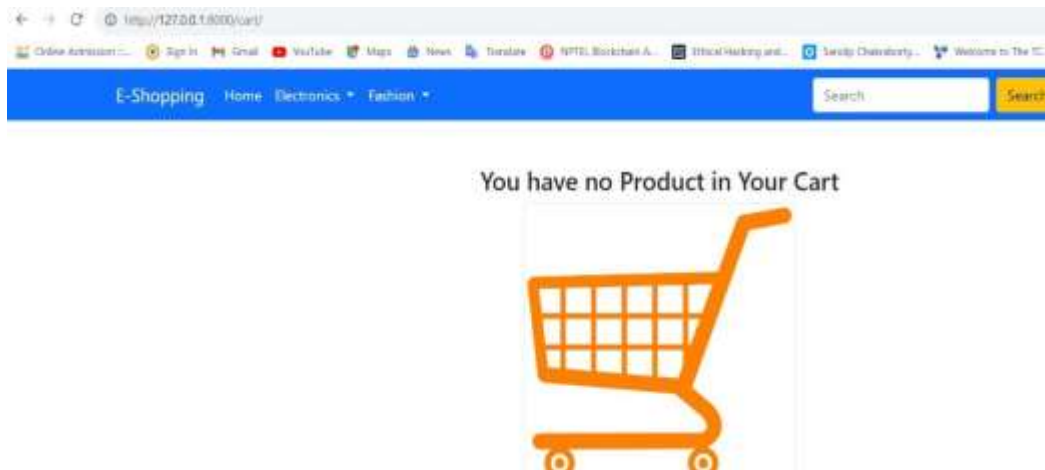 http://127.0.0.1:8000/cart/
Sign In Gmail YouTube Maps News Translate
E-Shopping Home Electronics Fashion Search Search
You have no Product in Your Cart